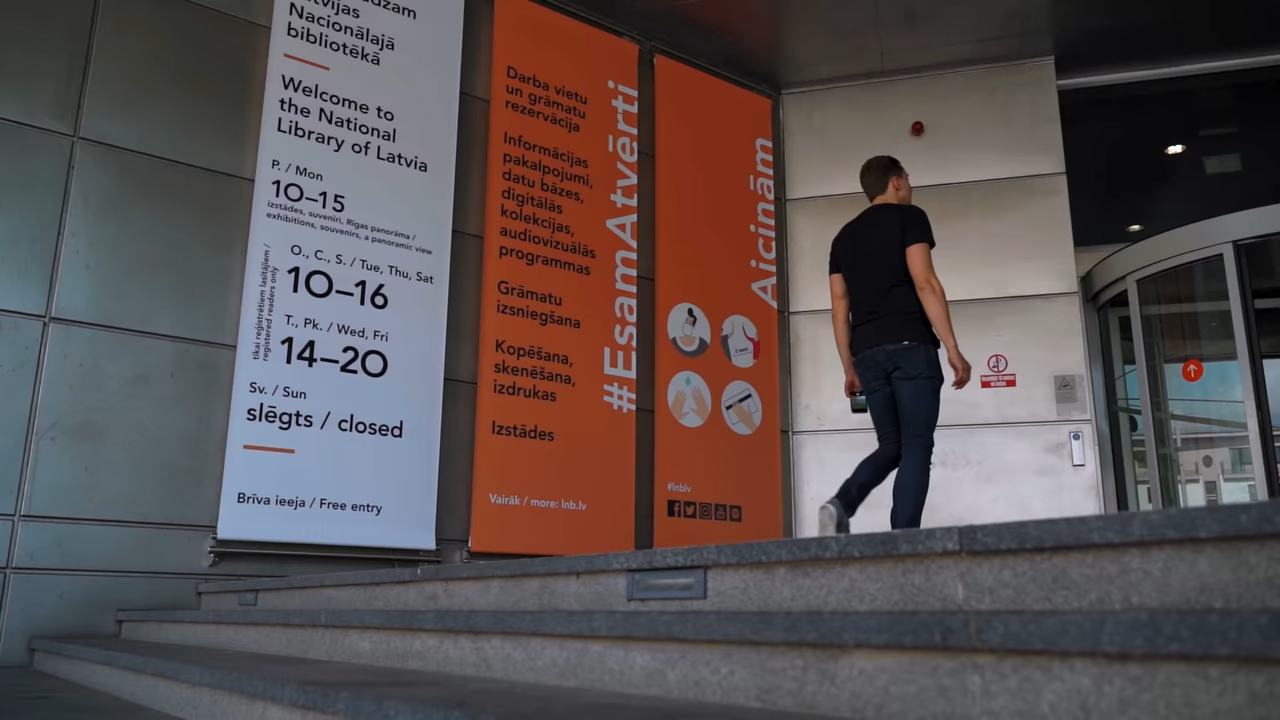 Nacionālajā
bibliotēkā
Welcome to
the National
Library of Latvia
P. / Mon
10–15
izstādes, suvenīri, Rīgas panorāma /
exhibitions, souvenirs, a panoramic view
tikai reģistrētiem lasītājiem /
registered readers only
O., C., S. / Tue, Thu, Sat
10–16
T., Pk. / Wed, Fri
14–20
Sv. / Sun
slēgts / closed
Brīva ieeja / Free entry
Darba vietu
un grāmatu
rezervācija
Informācijas
pakalpojumi,
datu bāzes,
digitālās
kolekcijas,
audiovizuālās
programmas
Grāmatu
izsniegšana
Kopēšana,
skenēšana,
izdrukas
Izstādes
Vairāk / more: lnb.lv
#EsamAtvērti
Aicinām
2 metri
#lnblv